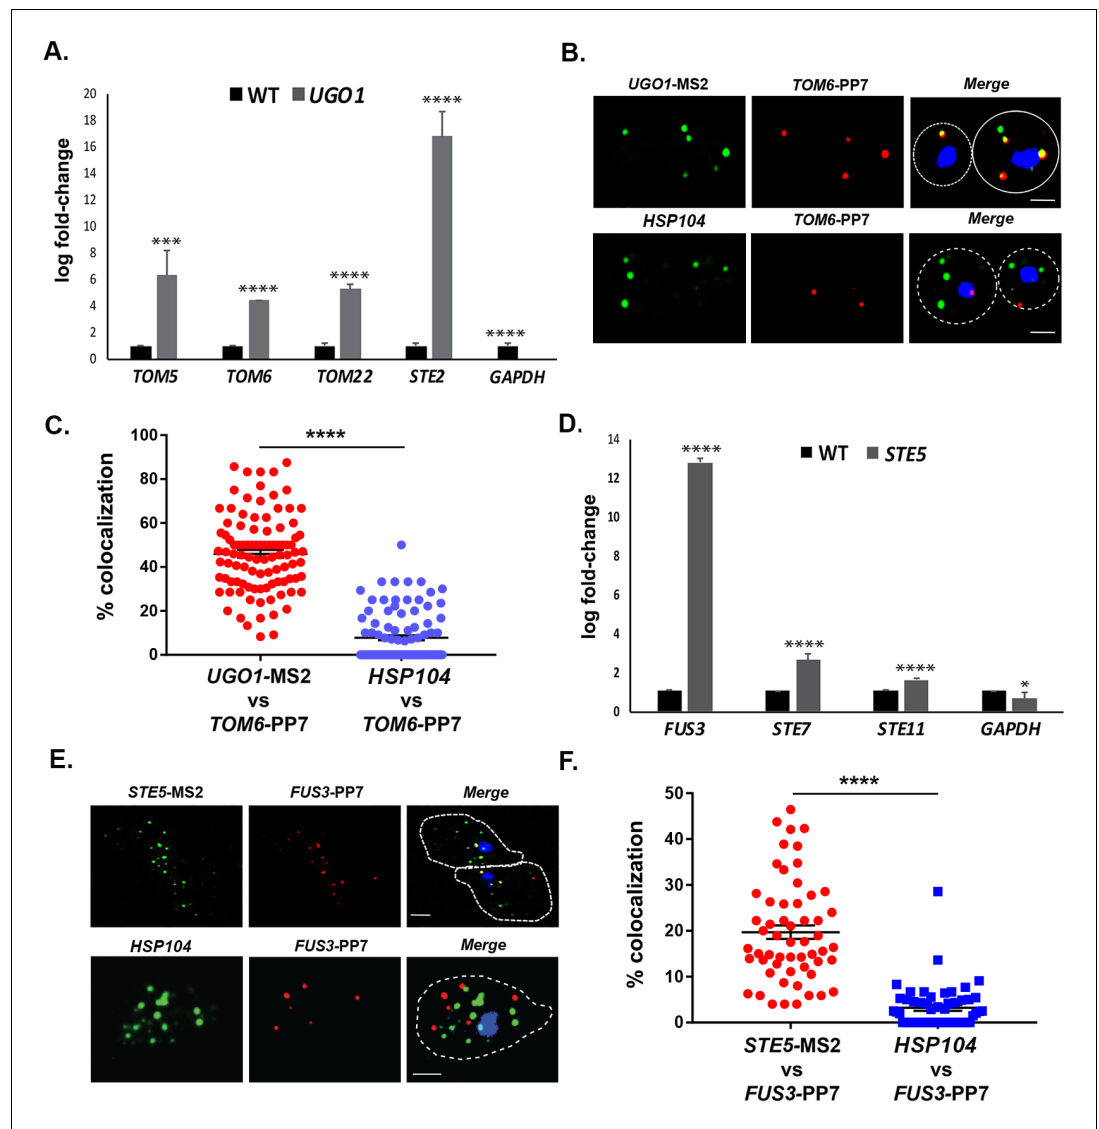 A.
log fold-change
20
18
16
14
12
10
8
6
4
2
0
WT UGO1
***
****
****
****
****
TOM5 TOM6 TOM22 STE2 GAPDH
B.
UGO1-MS2 TOM6-PP7 Merge
HSP104 TOM6-PP7 Merge
C.
% colocalization
100
80
60
40
20
0
****
UGO1-MS2 HSP104
vs vs
TOM6-PP7 TOM6-PP7
D.
log fold-change
14
12
10
8
6
4
2
0
WT STE5
****
****
****
*
FUS3 STE7 STE11 GAPDH
E.
STE5-MS2 FUS3-PP7 Merge
HSP104 FUS3-PP7 Merge
F.
% colocalization
50
40
30
20
10
0
****
STE5-MS2 HSP104
vs vs
FUS3-PP7 FUS3-PP7